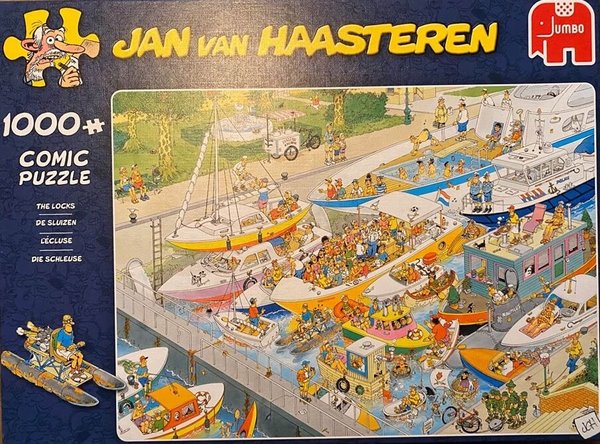 JAN VAN HAASTEREN
JUMBO
1000
COMIC
PUZZLE
THE LOCKS
DE SLUIZEN
L'ÉCLUSE
DIE SCHLEUSE